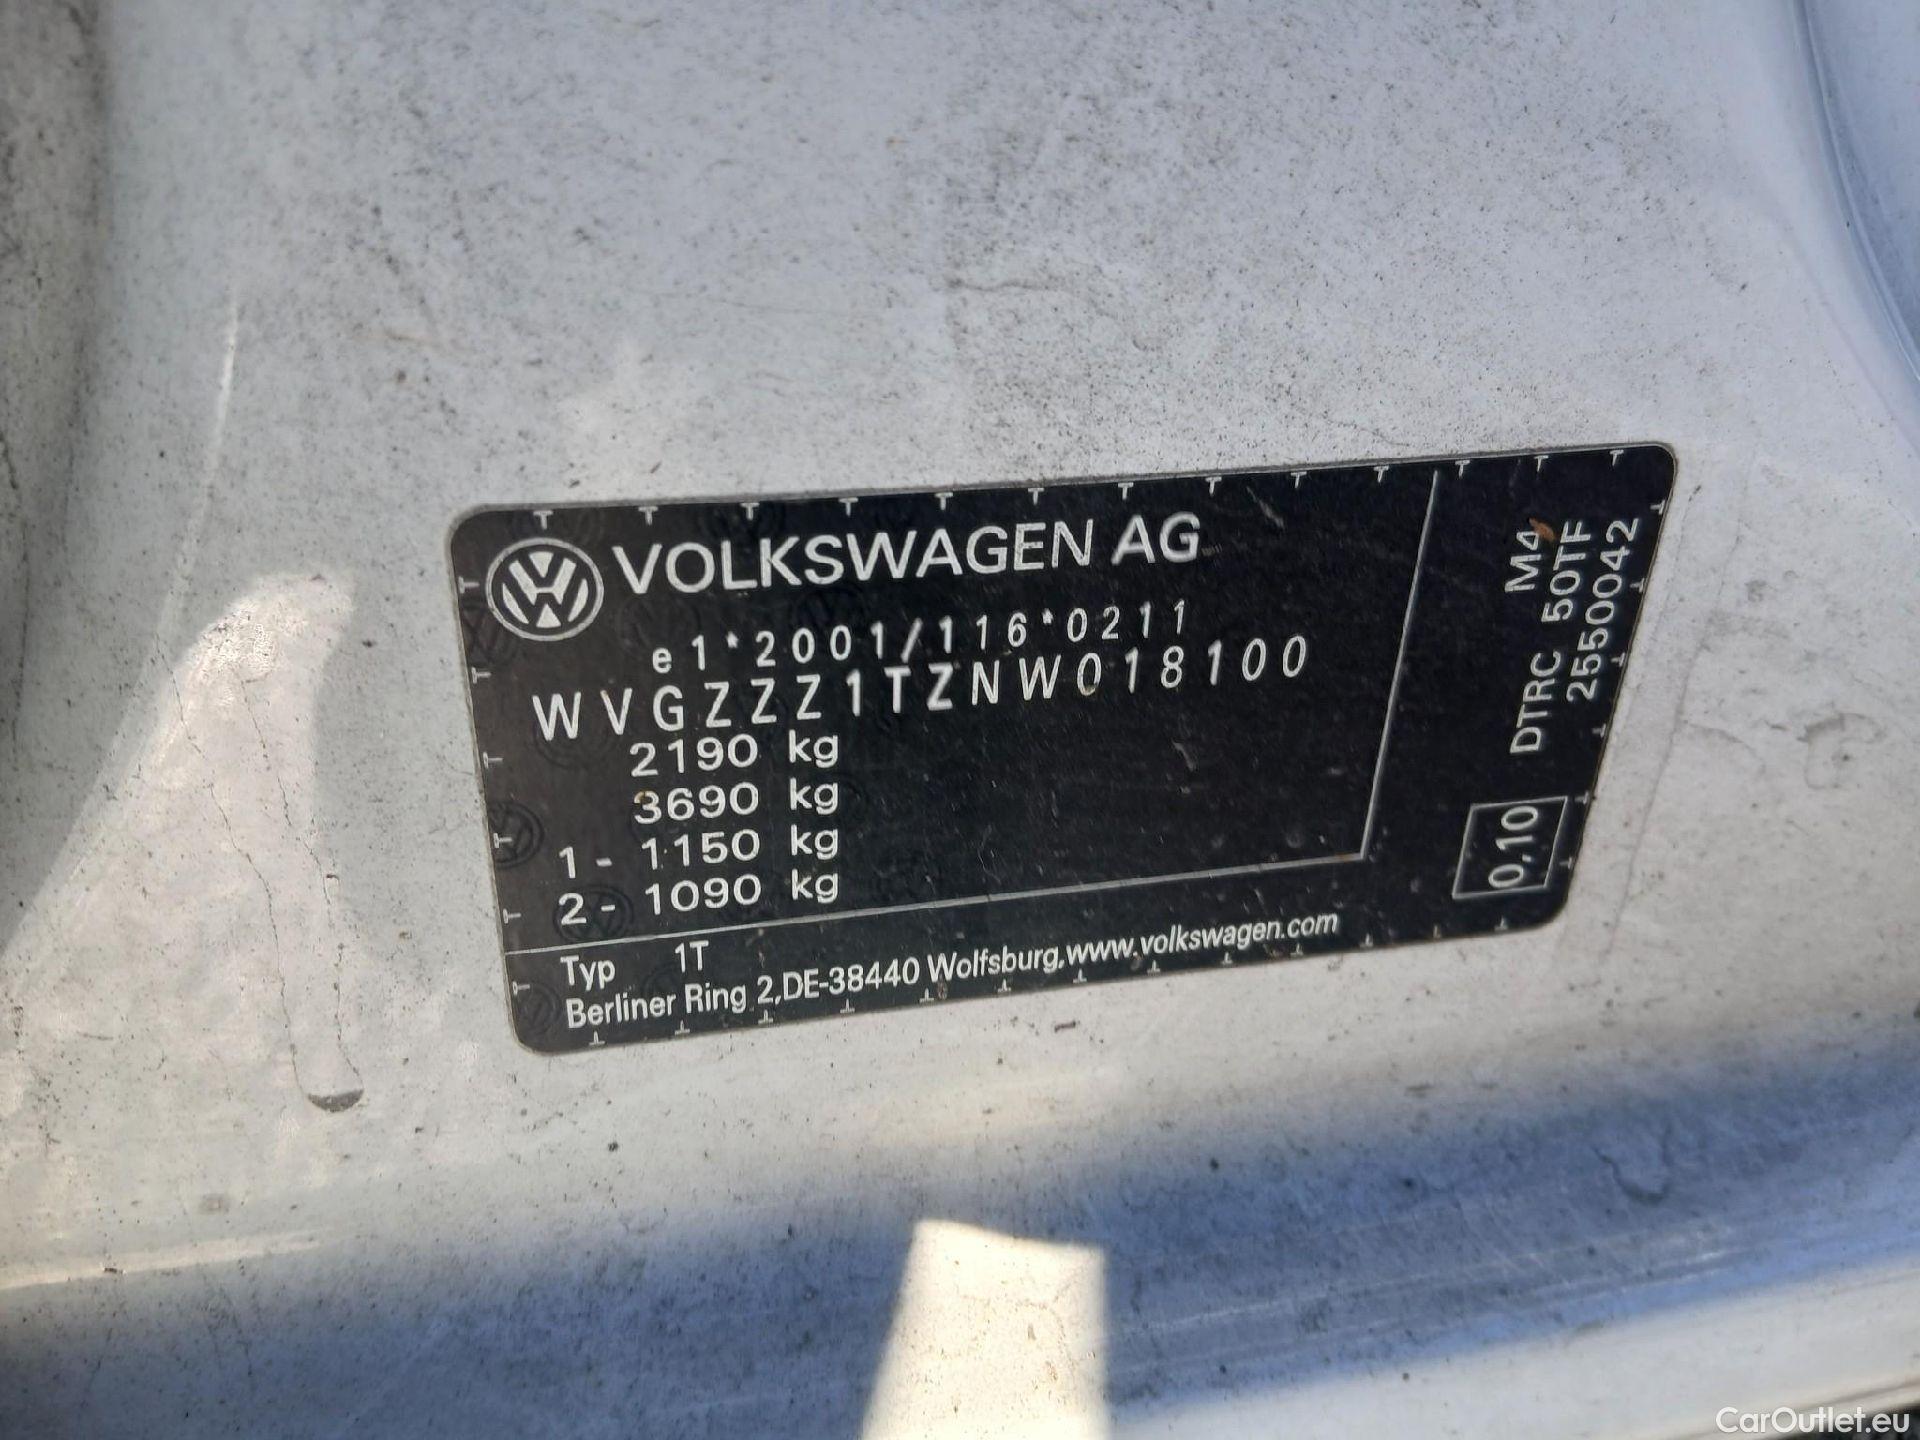 VOLKSWAGEN AG
e1*2001/116*0211
WVGZZZ1TZNW018100
2190 kg
3690 kg
1 - 1150 kg
2 - 1090 kg
Typ 1T
Berliner Ring 2,DE-38440 Wolfsburg,www.volkswagen.com
M4
DTRC 50TF
2550042
0,10
CarOutlet.eu